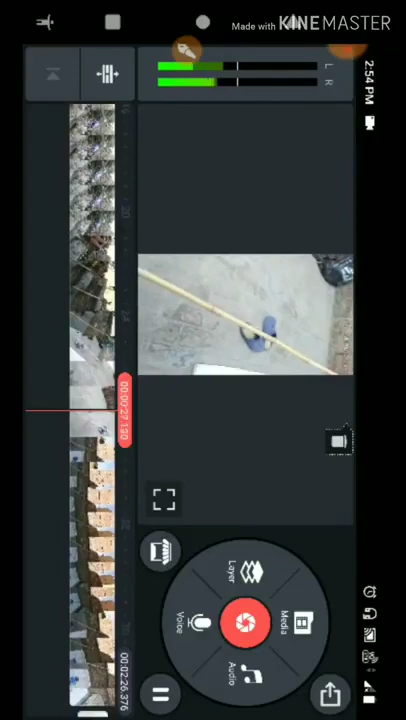 Made with KINEMASTER
2:54 PM
L
R
00:00:27.130
00:02:26.376
Layer
Media
Voice
Audio